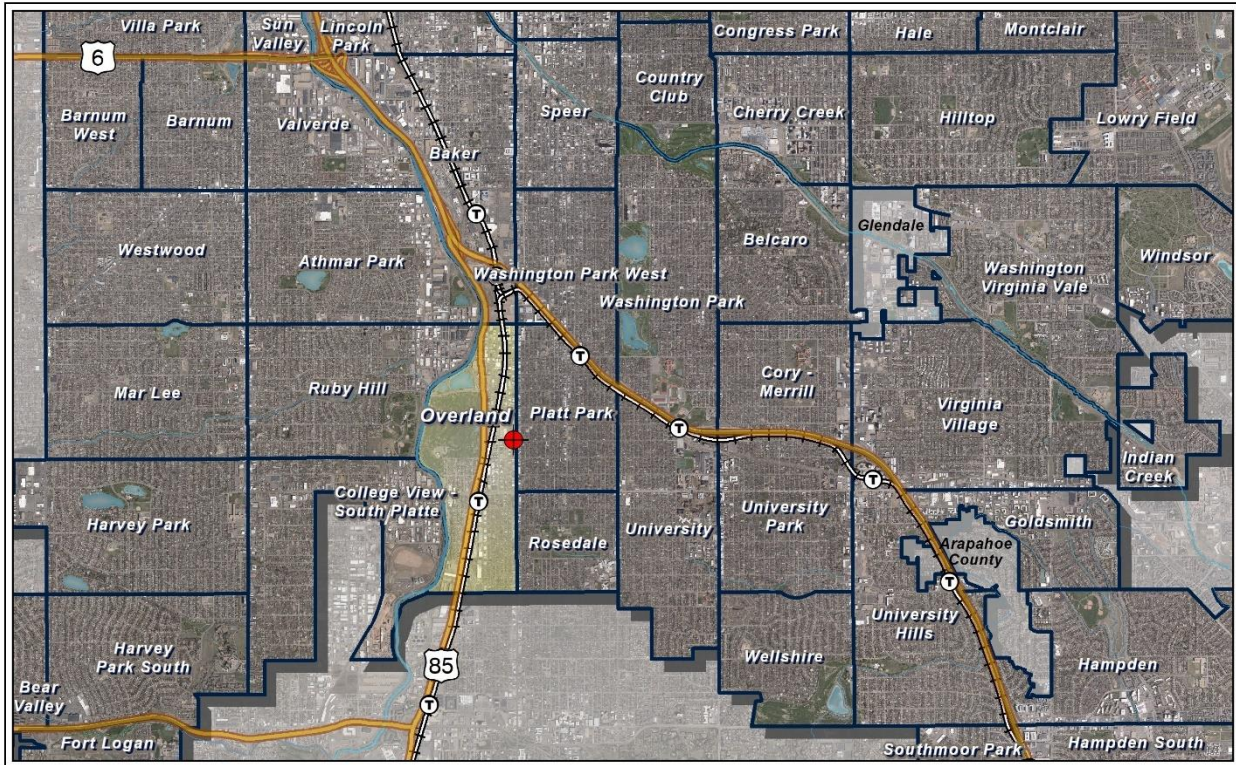 Villa Park
Sun
Valley
Lincoln
Park
Congress Park
Hale
Montclair
6
Barnum
West
Barnum
Valverde
Baker
Speer
Country
Club
Cherry Creek
Hilltop
Lowry Field
Westwood
Athmar Park
Washington Park West
Washington Park
Belcaro
Glendale
Washington
Virginia Vale
Windsor
T
Mar Lee
Ruby Hill
Overland
Platt Park
T
T
Cory -
Merrill
Virginia
Village
Indian
Creek
Harvey Park
College View -
South Platte
T
Rosedale
University
University
Park
T
Goldsmith
Arapahoe
County
T
Harvey
Park South
85
Wellshire
University
Hills
Hampden
Bear
Valley
T
Fort Logan
Southmoor Park
Hampden South